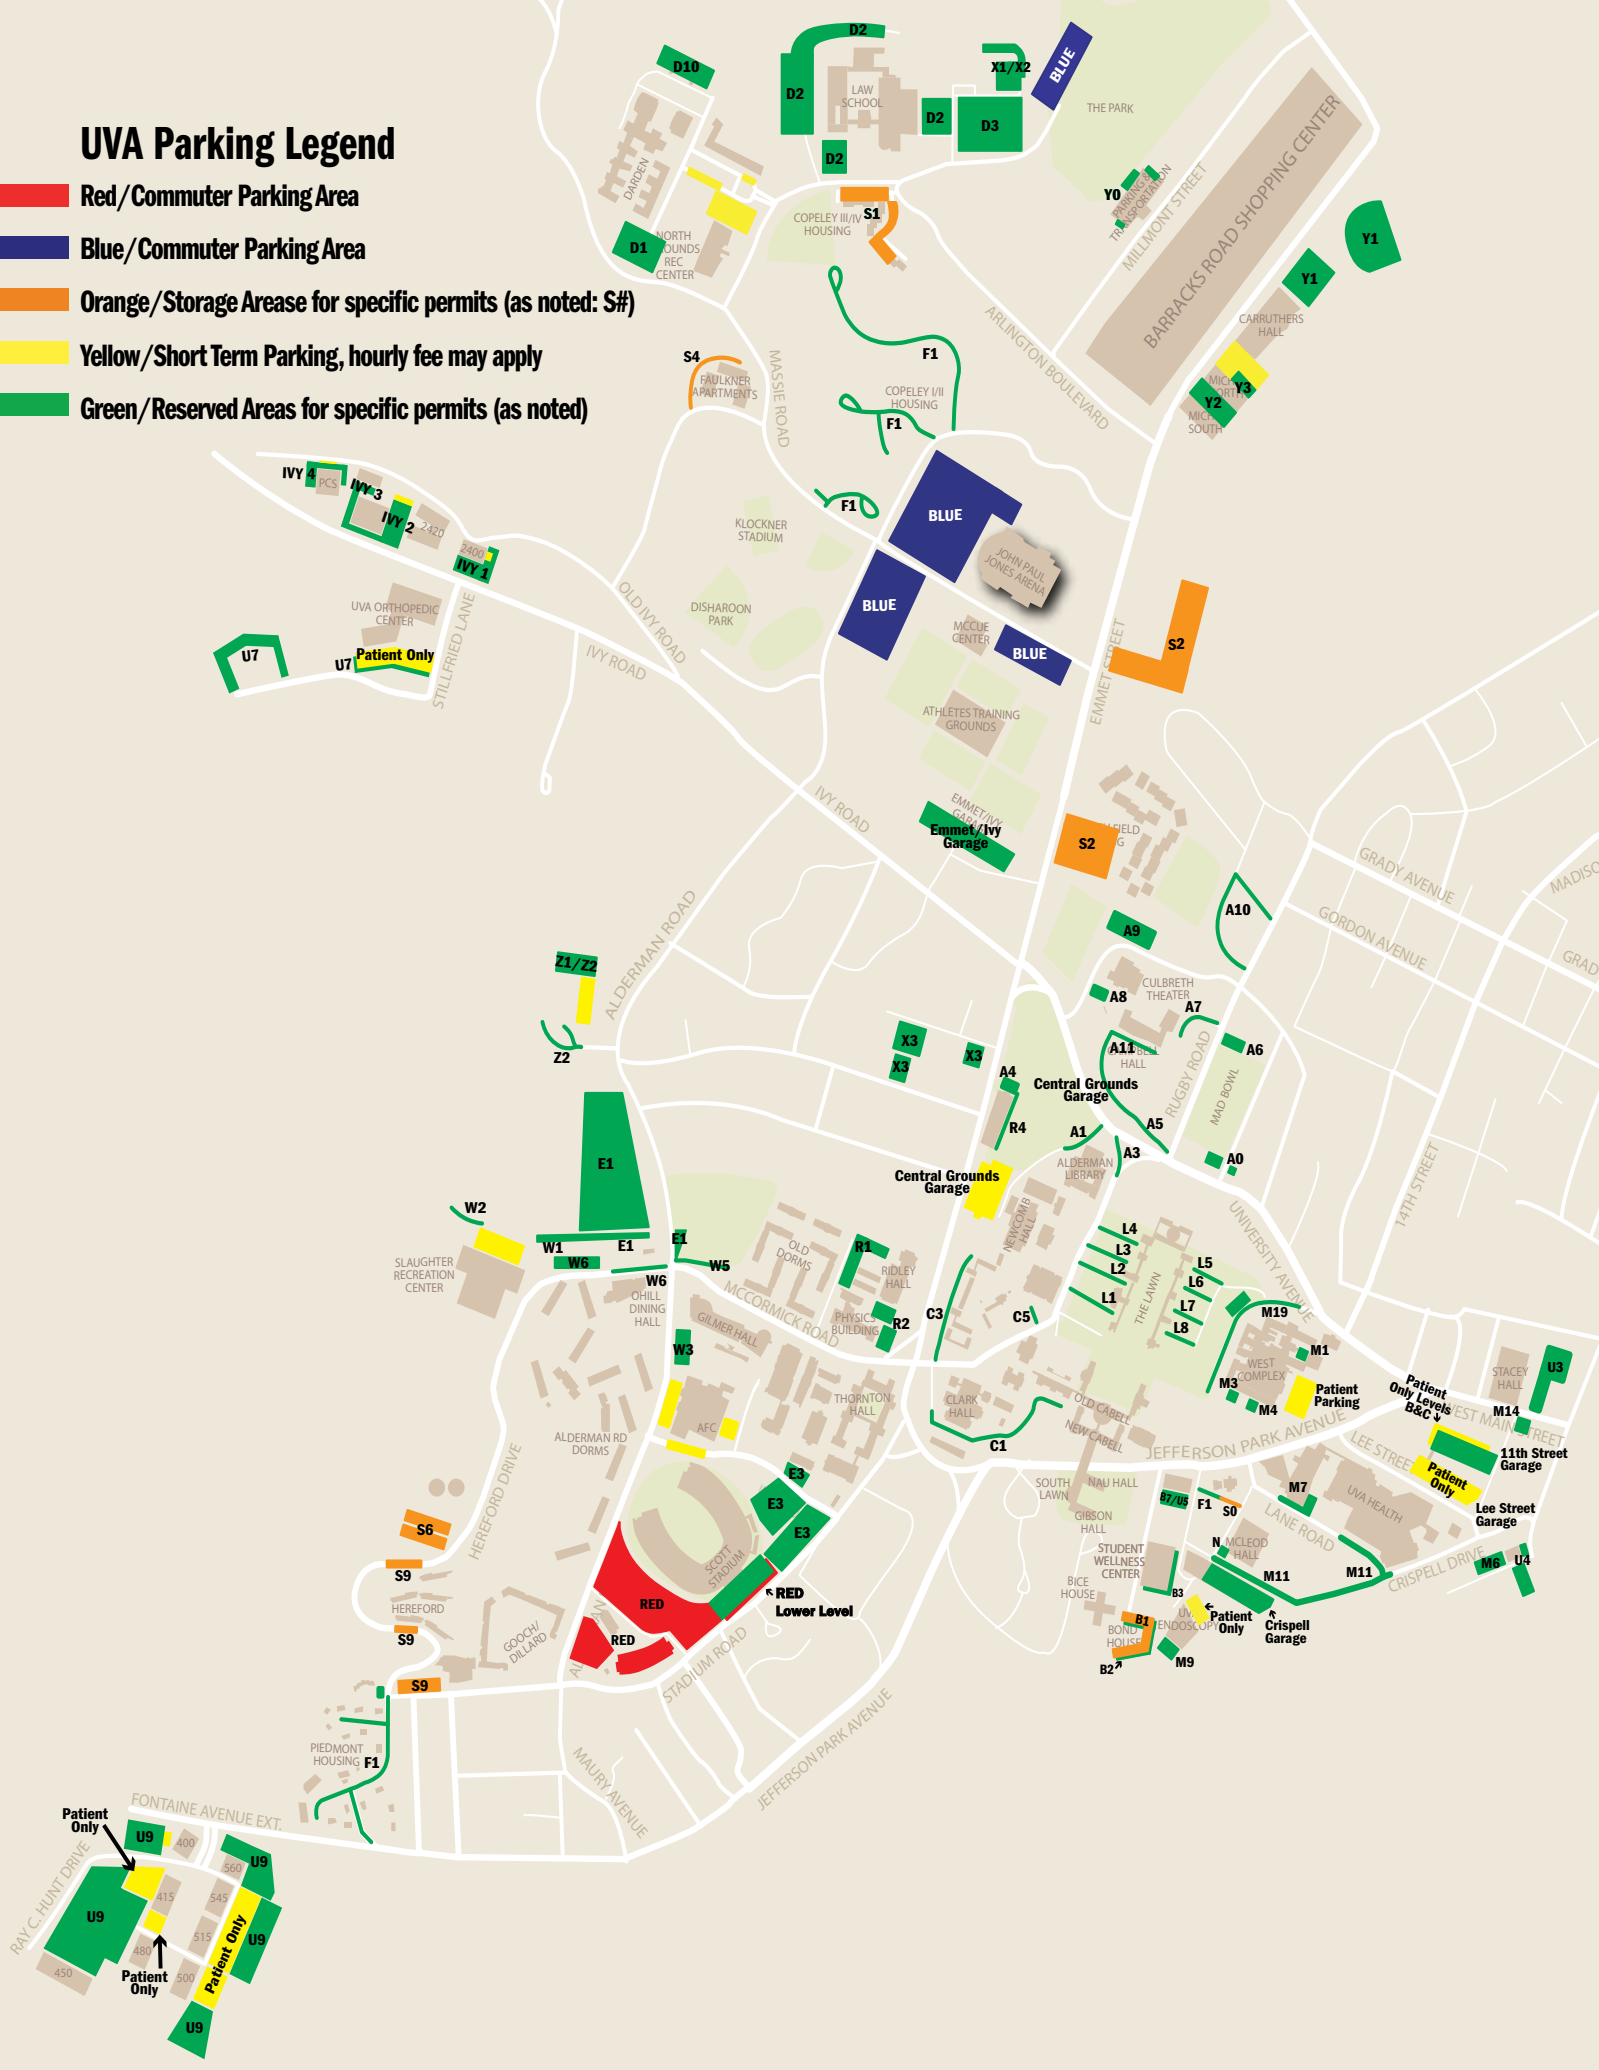 UVA Parking Legend
Red/Commuter Parking Area
Blue/Commuter Parking Area
Orange/Storage Arease for specific permits (as noted: S#)
Yellow/Short Term Parking, hourly fee may apply
Green/Reserved Areas for specific permits (as noted)
D2
D10
X1/X2
BLUE
D2
LAW
SCHOOL
D2
D3
THE PARK
D2
DARDEN
Y0
PARKING &
TRANSPORTATION
MILLMONT STREET
BARRACKS ROAD SHOPPING CENTER
S1
COPELEY III/IV
HOUSING
D1
NORTH
OUNDS
REC
CENTER
Y1
Y1
CARRUTHERS
HALL
ARLINGTON BOULEVARD
F1
S4
FAULKNER
APARTMENTS
MASSIE ROAD
COPELEY I/II
HOUSING
F1
Y3
Y2
SOUTH
IVY 4
PCS
IVY 3
IVY 2
2420
2400
IVY 1
F1
BLUE
KLOCKNER
STADIUM
JOHN PAUL
JONES ARENA
BLUE
UVA ORTHOPEDIC
CENTER
STILLFRIED LANE
OLD IVY ROAD
DISHAROON
PARK
MCCUE
CENTER
BLUE
S2
EMMET STREET
U7
U7
Patient Only
IVY ROAD
ATHLETES TRAINING
GROUNDS
IVY ROAD
EMMET/IVY
Emmet/Ivy
Garage
S2
FIELD
GRADY AVENUE
MADISO
GORDON AVENUE
GRAD
A10
A9
ALDERMAN ROAD
Z1/Z2
Z2
CULBRETH
THEATER
A8
A7
A11
HALL
A6
RUGBY ROAD
MAD BOWL
X3
X3
X3
A4
Central Grounds
Garage
R4
A1
A5
A3
A0
ALDERMAN
LIBRARY
14TH STREET
E1
Central Grounds
Garage
NEWCOMB
HALL
UNIVERSITY AVENUE
W2
W1
E1
E1
W6
W5
W6
SLAUGHTER
RECREATION
CENTER
OLD
DORMS
R1
RIDLEY
HALL
L4
L3
L2
L1
L5
L6
L7
L8
THE LAWN
M19
OHILL
DINING
HALL
MCCORMICK ROAD
GILMER HALL
PHYSICS
BUILDING
R2
C3
C5
W3
WEST
COMPLEX
M1
M3
M4
Patient
Parking
Patient
Only Levels
B&C
STACEY
HALL
U3
M14
WEST MAIN STREET
THORNTON
HALL
CLARK
HALL
C1
OLD CABELL
NEW CABELL
JEFFERSON PARK AVENUE
LEE STREET
11th Street
Garage
Patient
Only
Lee Street
Garage
AFC
ALDERMAN RD
DORMS
HEREFORD DRIVE
E3
E3
E3
SCOTT
STADIUM
SOUTH
LAWN
NAU HALL
GIBSON
HALL
B7/U5
F1
S0
M7
LANE ROAD
UVA HEALTH
N
MCLEOD
HALL
M11
M11
CRISPELL DRIVE
M6
U4
STUDENT
WELLNESS
CENTER
BICE
HOUSE
B3
Patient
Only
Crispell
Garage
ENDOSCOPY
B1
BOND
HOUSE
B2
M9
S6
S9
HEREFORD
S9
GOOCH/
DILLARD
RED
RED
RED
Lower Level
STADIUM ROAD
S9
PIEDMONT
HOUSING
F1
MAURY AVENUE
JEFFERSON PARK AVENUE
FONTAINE AVENUE EXT.
RAY C. HUNT DRIVE
Patient
Only
U9
400
560
U9
415
545
U9
515
480
Patient Only
U9
450
Patient
Only
500
U9